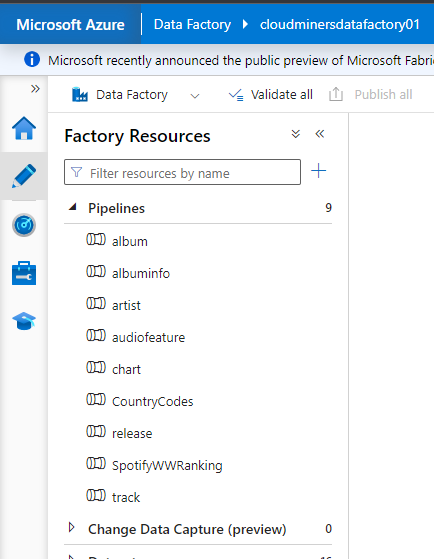 Microsoft Azure Data Factory cloudminersdatafactory01
Microsoft recently announced the public preview of Microsoft Fabric
Data Factory Validate all Publish all
Factory Resources
Filter resources by name
Pipelines 9
album
albuminfo
artist
audiofeature
chart
CountryCodes
release
SpotifyWWRanking
track
Change Data Capture (preview) 0